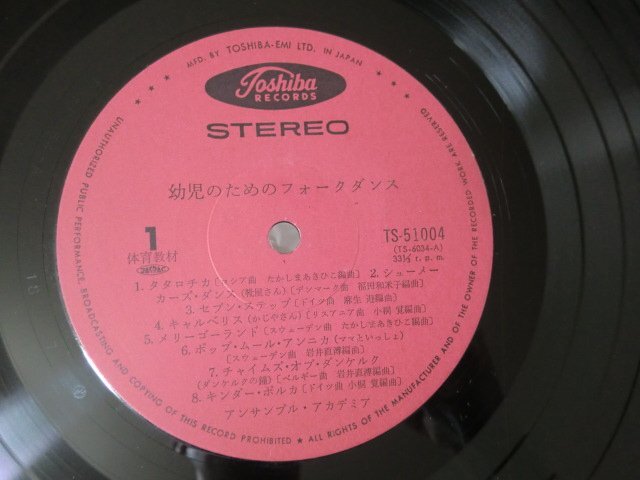 MFD. BY TOSHIBA-EMI LTD. IN JAPAN
Toshiba
RECORDS
STEREO
幼児のためのフォークダンス
1
体育教材
TS-51004
(TS-6034-A)
33⅓ r. p. m.
1. タタロチカ[ロシア曲 たかしまあきひこ編曲] 2. シューメー
カーズ・ダンス(靴屋さん)[デンマーク曲 福田和禾子編曲]
3. セブン・ステップ[ドイツ曲 麻生 遊編曲]
4. キャルベリス(かじやさん)[リスアニア曲 小桐 覚編曲]
5. メリーゴーランド[スウェーデン曲 たかしまあきひこ編曲]
6. ポップ・ムール・アンニカ(ママといっしょ)
[スウェーデン曲 岩井直溥編曲]
7. チャイムズ・オブ・ダンケルク
(ダンケルクの鐘)[ベルギー曲 岩井直溥編曲]
8. キンダー・ポルカ[ドイツ曲 小桐 覚編曲]
アンサンブル・アカデミア
UNAUTHORIZED PUBLIC PERFORMANCE, BROADCASTING AND COPYING OF THIS RECORD PROHIBITED ★ ALL RIGHTS OF THE MANUFACTURER AND OF THE OWNER OF THE RECORDED WORK ARE RESERVED